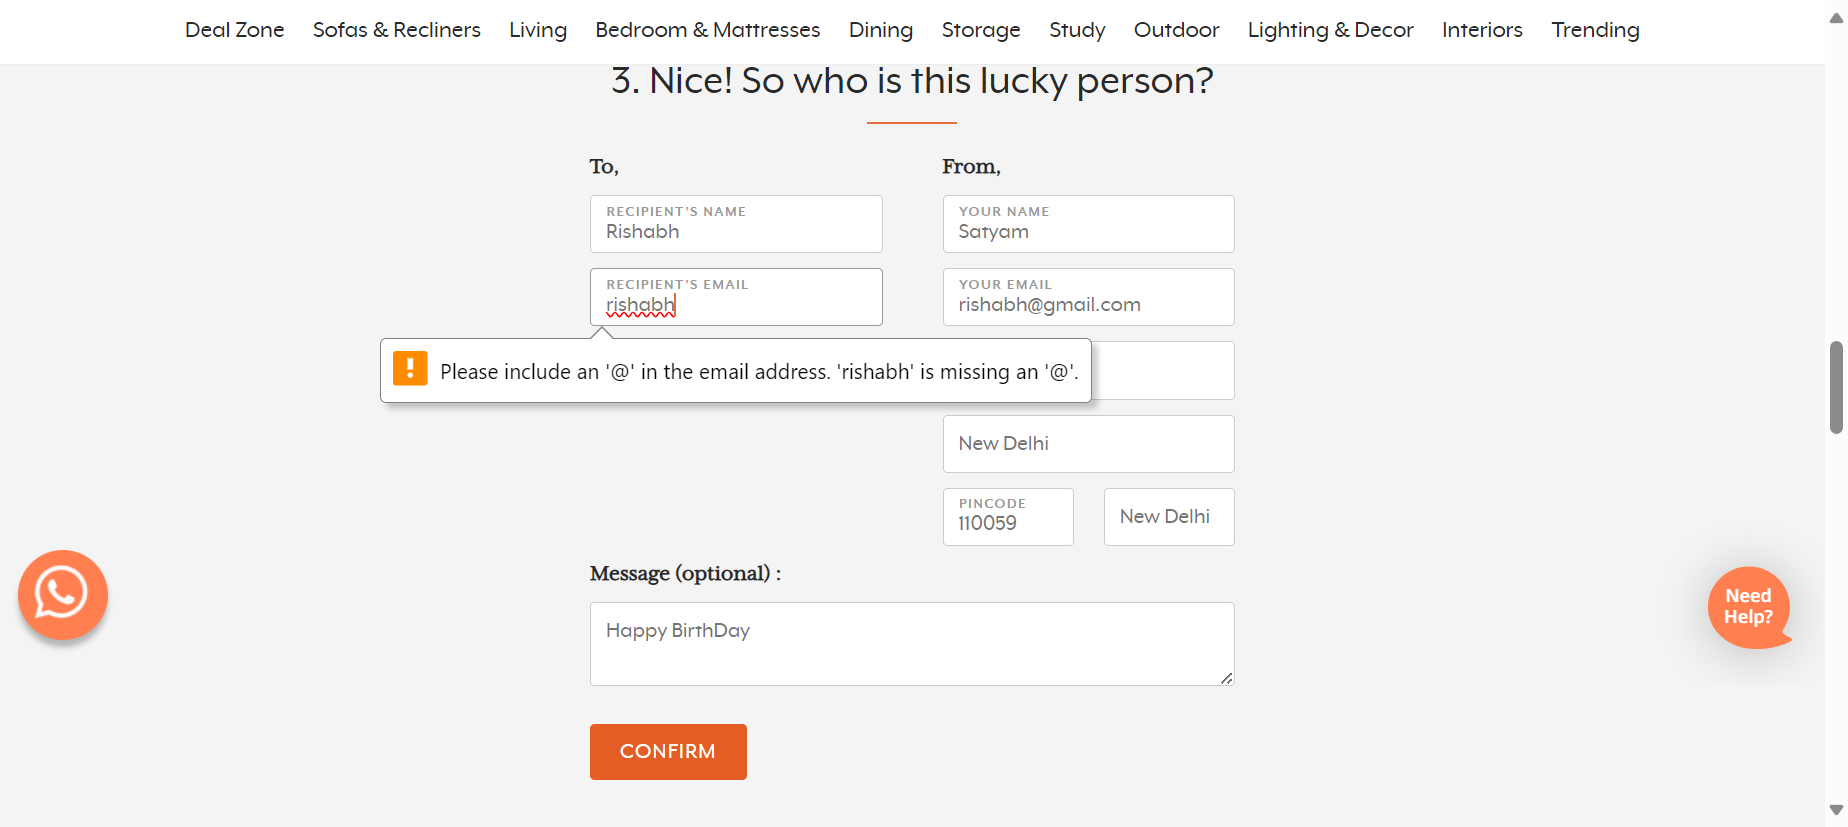 Deal Zone Sofas & Recliners Living Bedroom & Mattresses Dining Storage Study Outdoor Lighting & Decor Interiors Trending
3. Nice! So who is this lucky person?
To,
From,
RECIPIENT'S NAME
Rishabh
YOUR NAME
Satyam
RECIPIENT'S EMAIL
rishabh
YOUR EMAIL
rishabh@gmail.com
Please include an '@' in the email address. 'rishabh' is missing an '@'.
New Delhi
PINCODE
110059
New Delhi
Message (optional) :
Happy BirthDay
CONFIRM
Need
Help?